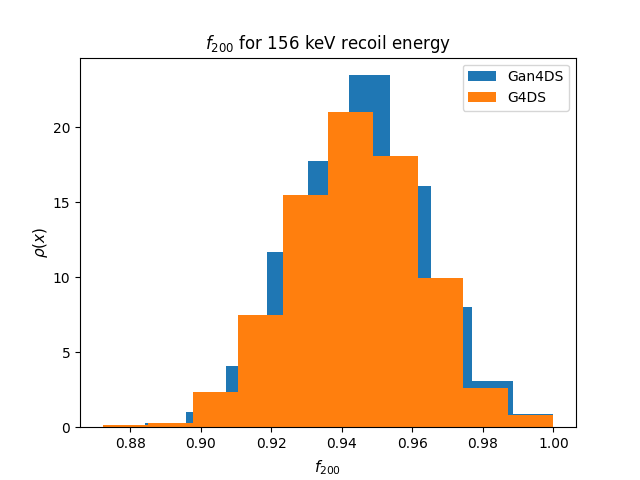 f₂₀₀ for 156 keV recoil energy
Gan4DS
G4DS
20
15
10
5
0
ρ(x)
0.88 0.90 0.92 0.94 0.96 0.98 1.00
f₂₀₀